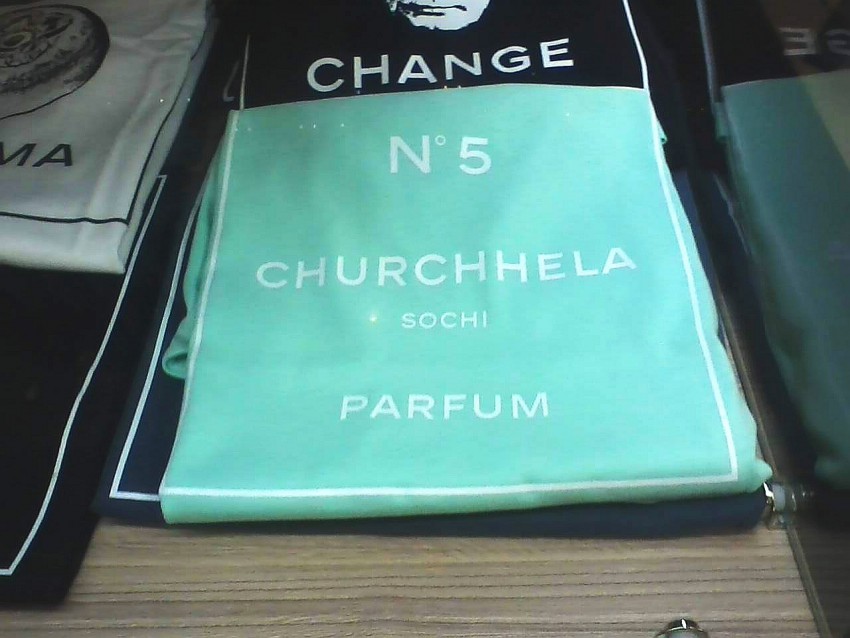 CHANGE
MA
N° 5
CHURCHHELA
SOCHI
PARFUM